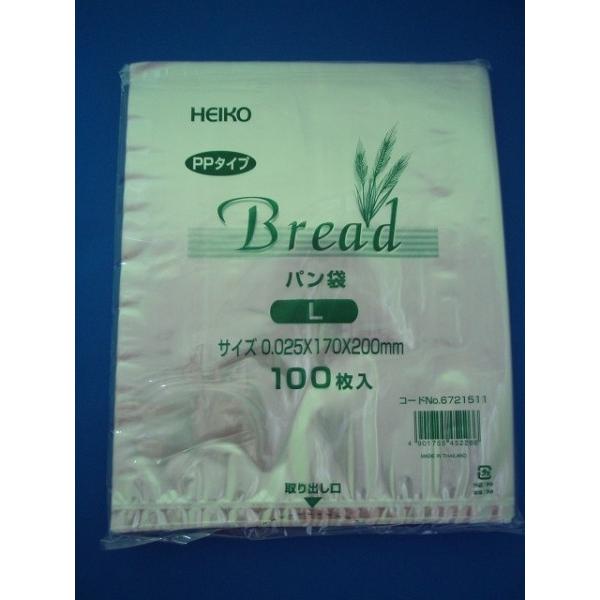 HEIKO
PPタイプ
Bread
パン袋
L
サイズ 0.025X170X200mm
100枚入
コードNo.6721511
MADE IN THAILAND
取り出し口